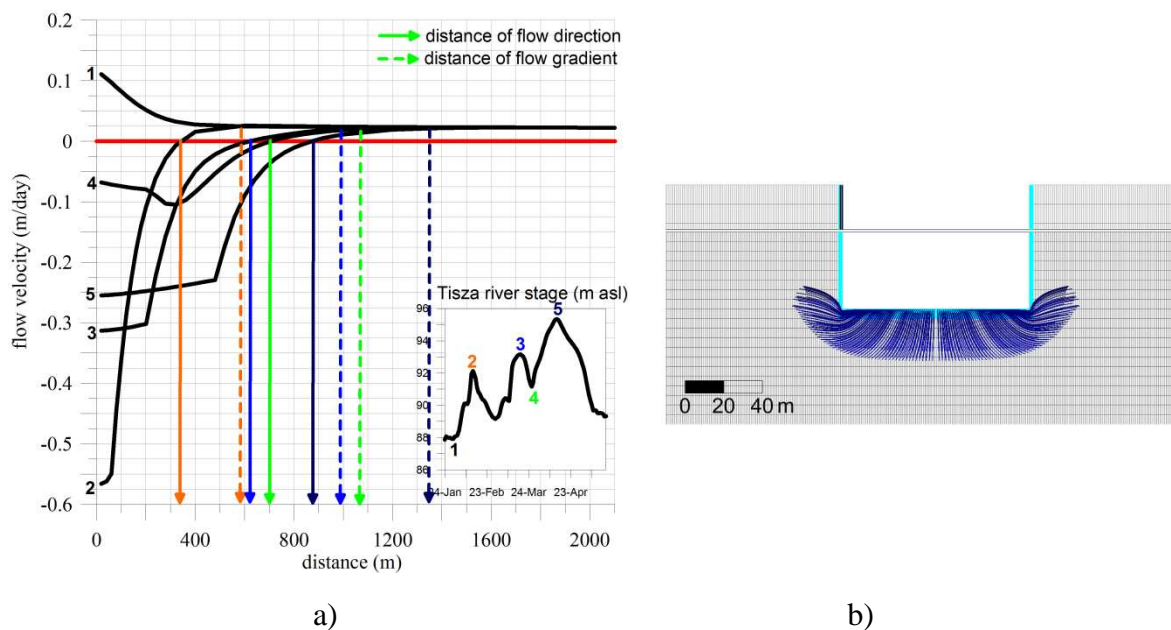 0.2
0.1
0
-0.1
-0.2
-0.3
-0.4
-0.5
-0.6
flow velocity (m/day)
1
4
5
3
2
distance of flow direction
distance of flow gradient
Tisza river stage (m asl)
96
94
92
90
88
86
1
2
3
4
5
24-Jan 23-Feb 24-Mar 23-Apr
0 400 800 1200 1600 2000
distance (m)
0 20 40 m
a) b)